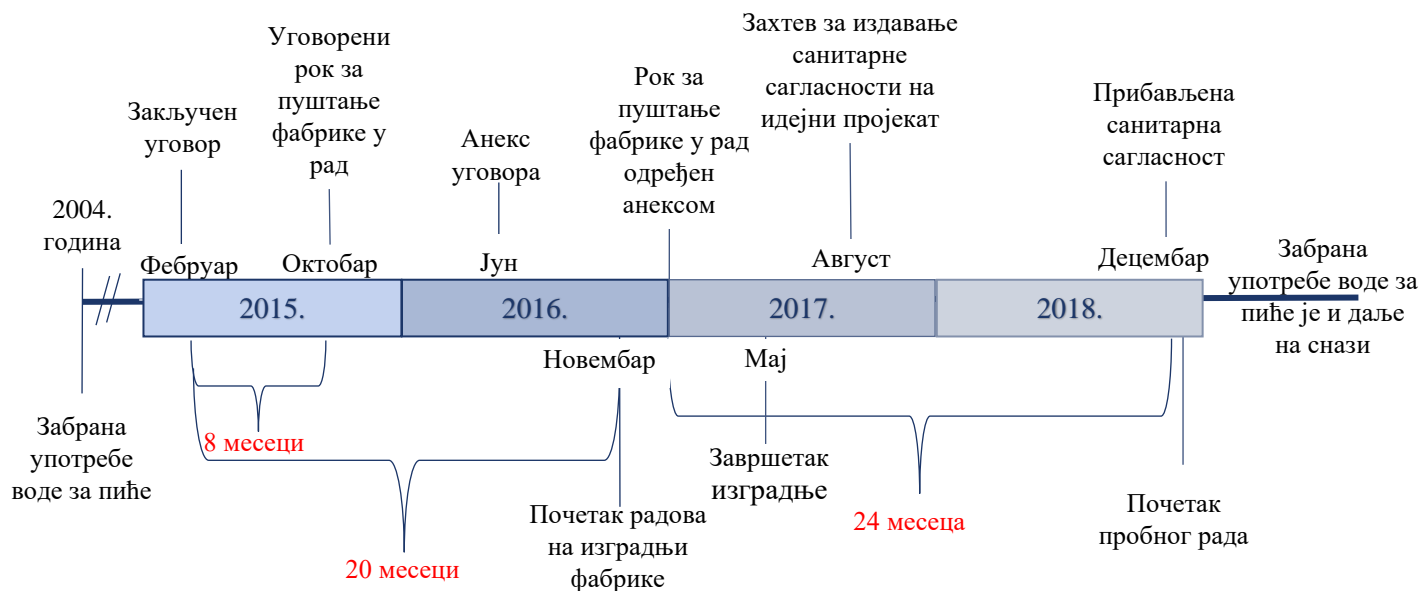 2004.
година
Закључен
уговор
Фебруар
Уговорени
рок за
пуштање
фабрике у
рад
Октобар
Анекс
уговора
Јун
Рок за
пуштање
фабрике у рад
одређен
анексом
Захтев за издавање
санитарне
сагласности на
идејни пројекат
Август
Прибављена
санитарна
сагласност
Децембар
Забрана
употребе воде за
пиће је и даље
на снази
2015.
2016.
2017.
2018.
Новембар
Мај
Забрана
употребе
воде за пиће
8 месеци
20 месеци
Почетак радова
на изградњи
фабрике
Завршетак
изградње
24 месеца
Почетак
пробног рада